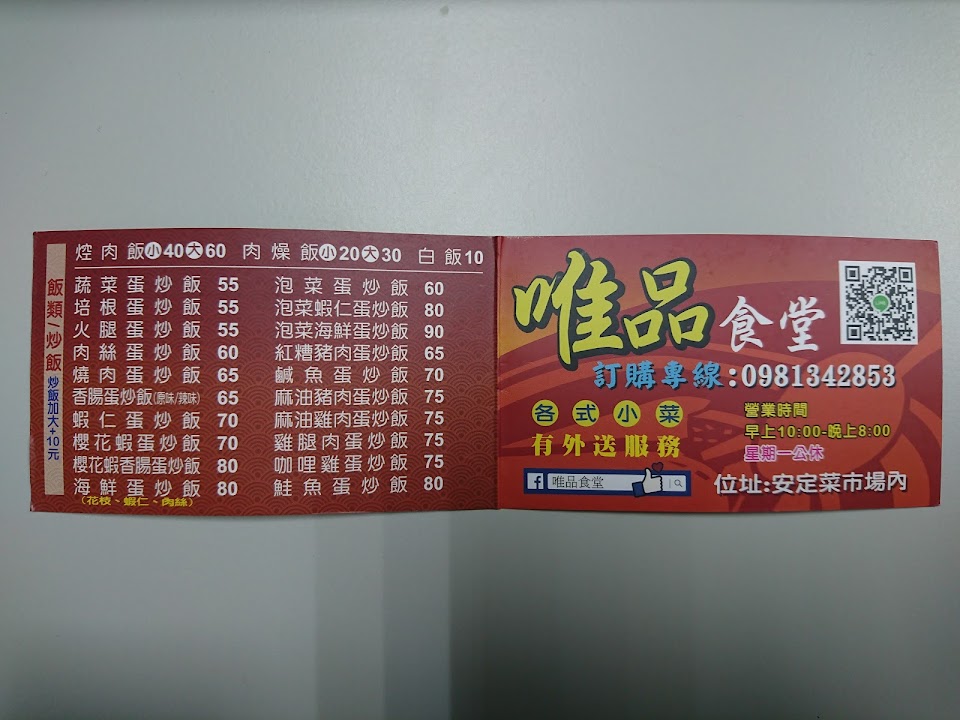 焢肉飯小40大60 肉燥飯小20大30 白飯10
飯類/炒飯 炒飯加大+10元
蔬菜蛋炒飯 55
培根蛋炒飯 55
火腿蛋炒飯 55
肉絲蛋炒飯 60
燒肉蛋炒飯 65
香腸蛋炒飯(原味/辣味) 65
蝦仁蛋炒飯 70
櫻花蝦蛋炒飯 70
櫻花蝦香腸蛋炒飯 80
海鮮蛋炒飯 80
(花枝、蝦仁、肉絲)
泡菜蛋炒飯 60
泡菜蝦仁蛋炒飯 80
泡菜海鮮蛋炒飯 90
紅糟豬肉蛋炒飯 65
鹹魚蛋炒飯 70
麻油豬肉蛋炒飯 75
麻油雞肉蛋炒飯 75
雞腿肉蛋炒飯 75
咖哩雞蛋炒飯 75
鮭魚蛋炒飯 80
唯品食堂
訂購專線:0981342853
各式小菜
有外送服務
營業時間
早上10:00-晚上8:00
星期一公休
f 唯品食堂
位址:安定菜市場內